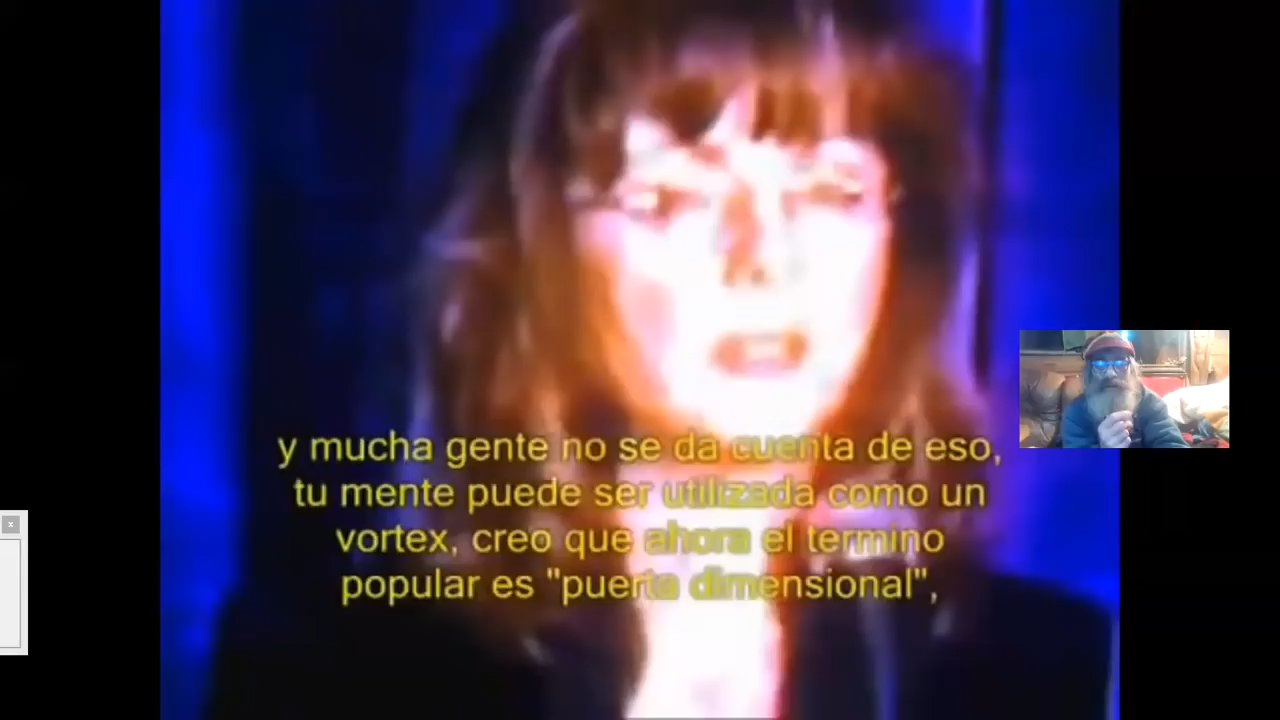 y mucha gente no se da cuenta de eso,
tu mente puede ser utilizada como un
vortex, creo que ahora el termino
popular es "puerta dimensional",